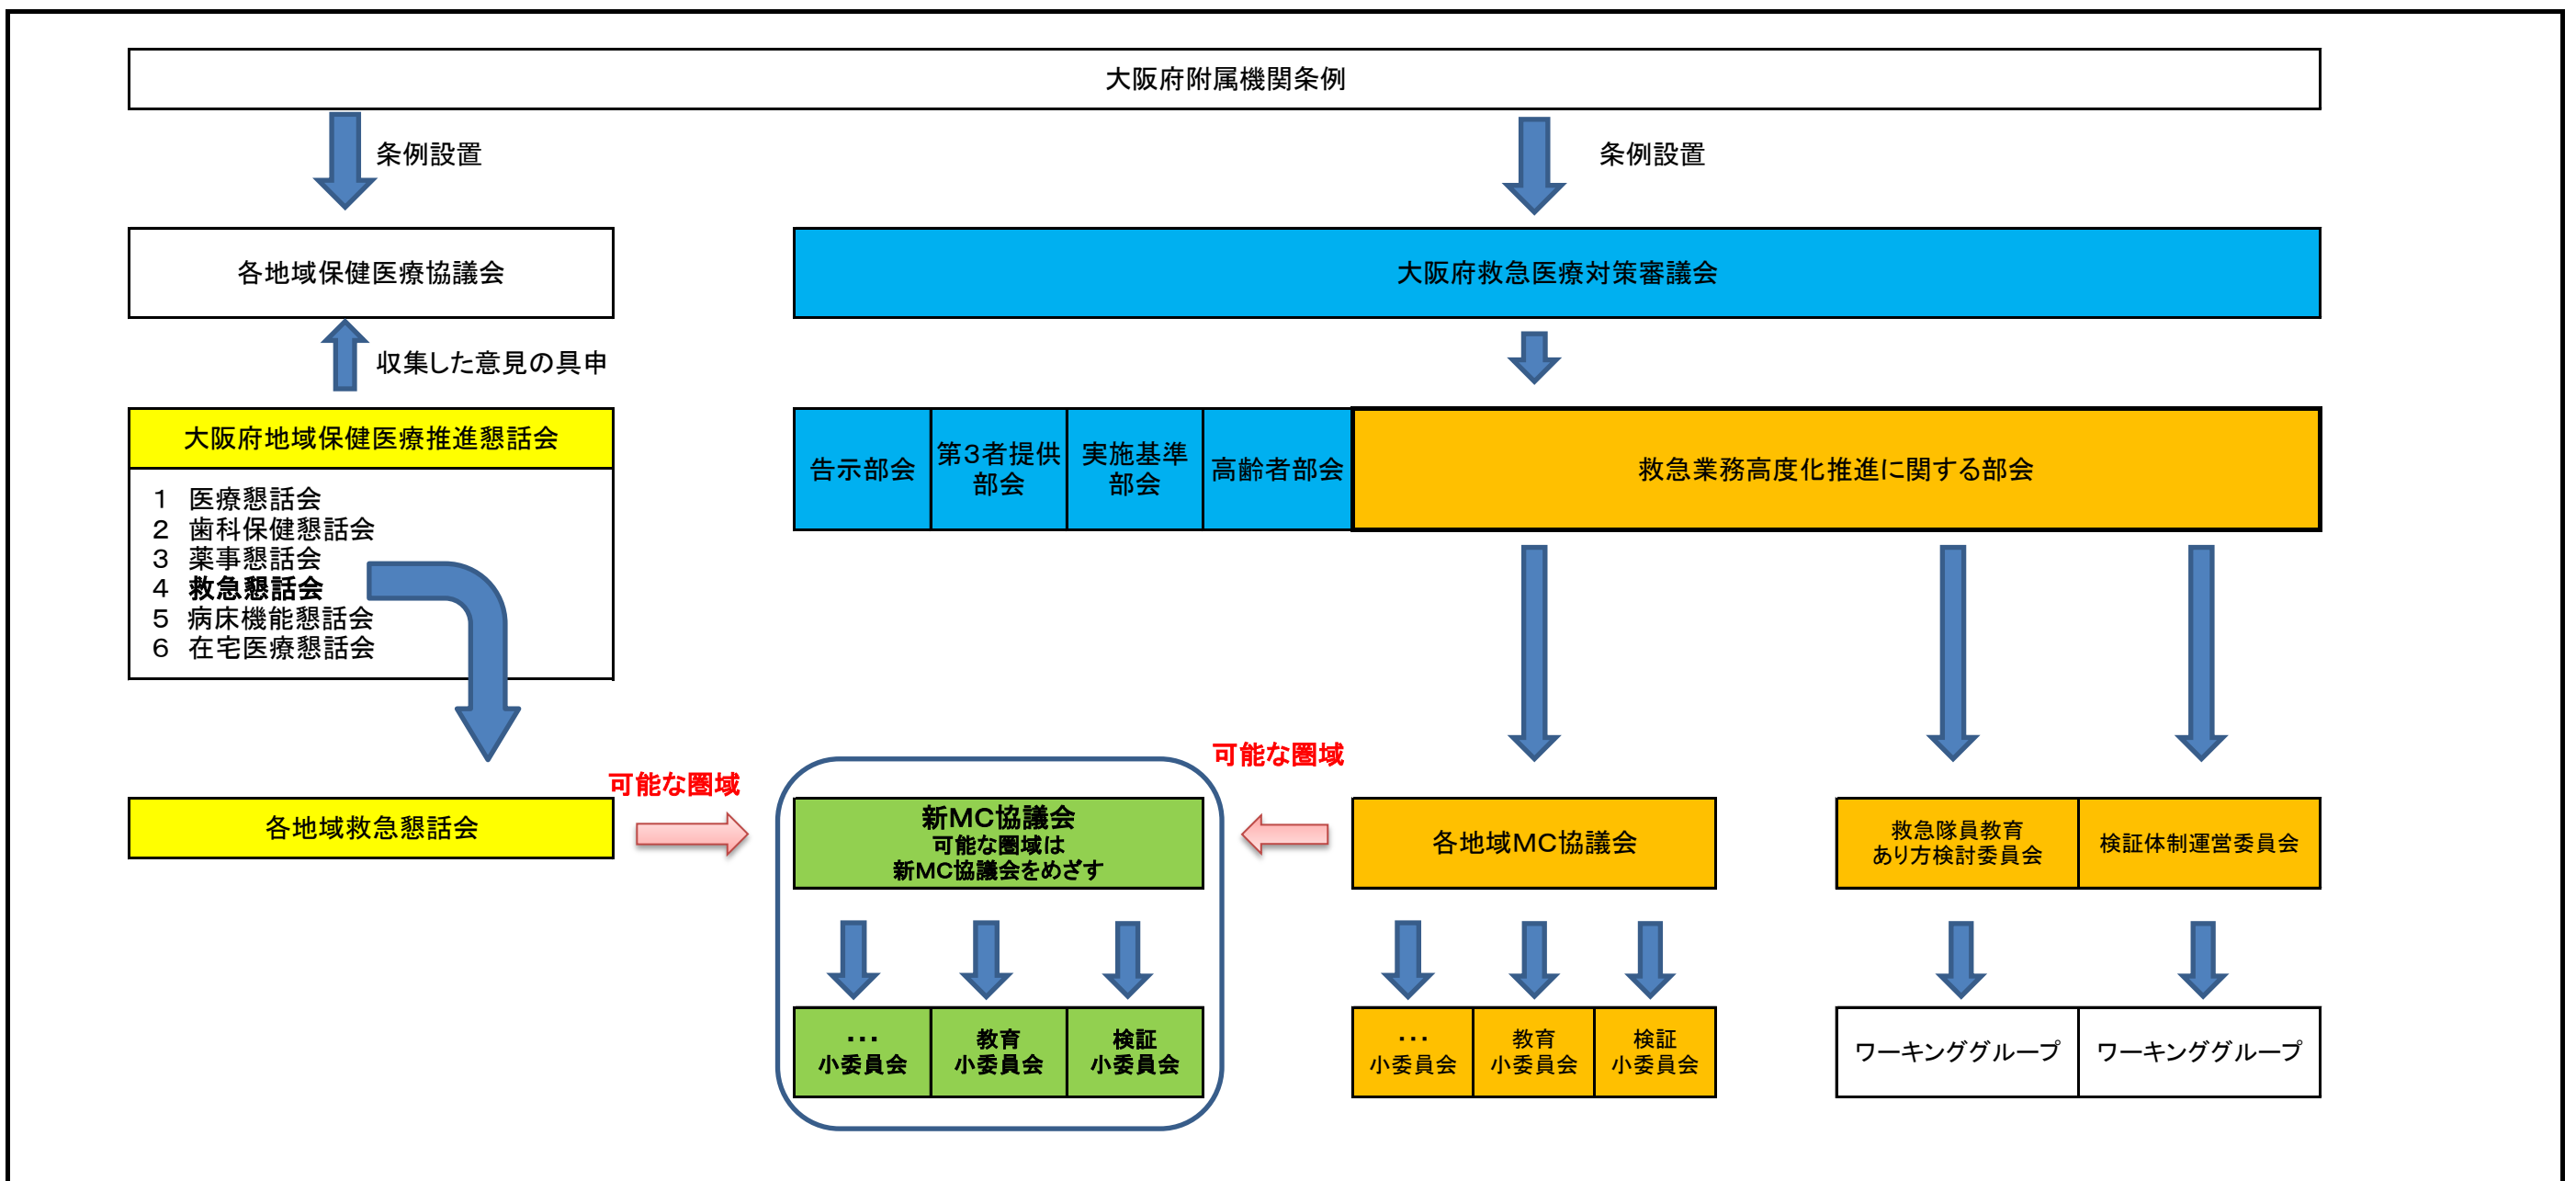 大阪府附属機関条例
条例設置
条例設置
各地域保健医療協議会
大阪府救急医療対策審議会
収集した意見の具申
大阪府地域保健医療推進懇話会
1 医療懇話会
2 歯科保健懇話会
3 薬事懇話会
4 救急懇話会
5 病床機能懇話会
6 在宅医療懇話会
告示部会
第3者提供
部会
実施基準
部会
高齢者部会
救急業務高度化推進に関する部会
各地域救急懇話会
可能な圏域
新MC協議会
可能な圏域は
新MC協議会をめざす
可能な圏域
各地域MC協議会
救急隊員教育
あり方検討委員会
検証体制運営委員会
・・・
小委員会
教育
小委員会
検証
小委員会
・・・
小委員会
教育
小委員会
検証
小委員会
ワーキンググループ
ワーキンググループ